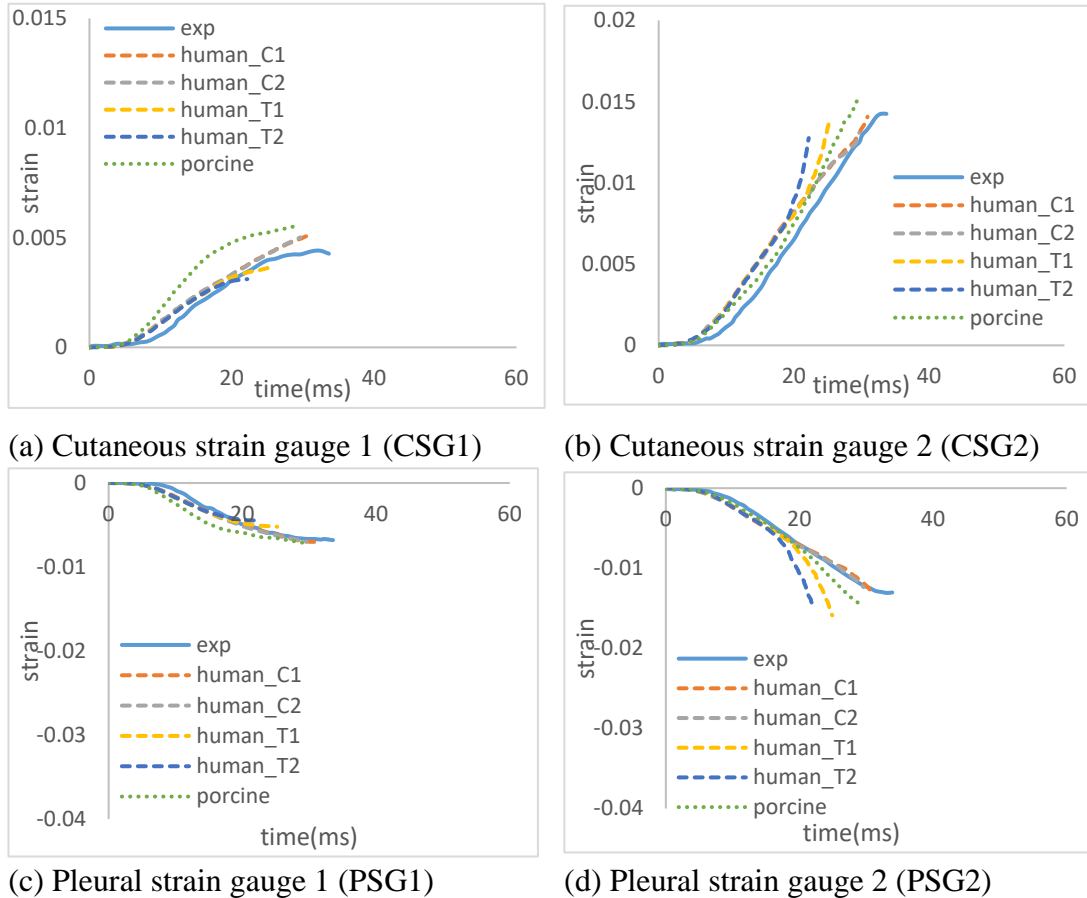 0.015
0.01
0.005
0
strain
exp
human_C1
human_C2
human_T1
human_T2
porcine
0
20
40
60
time(ms)
(a) Cutaneous strain gauge 1 (CSG1)
0.02
0.015
0.01
0.005
0
strain
exp
human_C1
human_C2
human_T1
human_T2
porcine
0
20
40
60
time(ms)
(b) Cutaneous strain gauge 2 (CSG2)
0
-0.01
-0.02
-0.03
-0.04
strain
0
20
40
60
exp
human_C1
human_C2
human_T1
human_T2
porcine
time(ms)
(c) Pleural strain gauge 1 (PSG1)
0
-0.01
-0.02
-0.03
-0.04
strain
0
20
40
60
exp
human_C1
human_C2
human_T1
human_T2
porcine
time(ms)
(d) Pleural strain gauge 2 (PSG2)